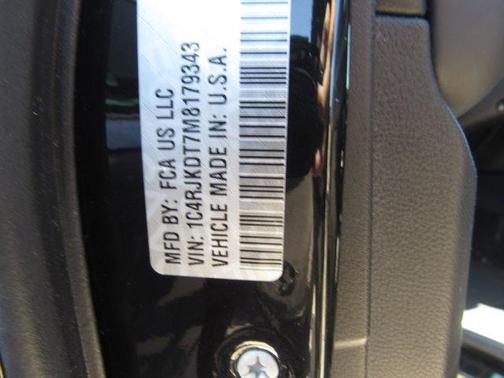 MFD BY: FCA US LLC
VIN: 1C4RJKDT7M8179343
VEHICLE MADE IN: U.S.A.